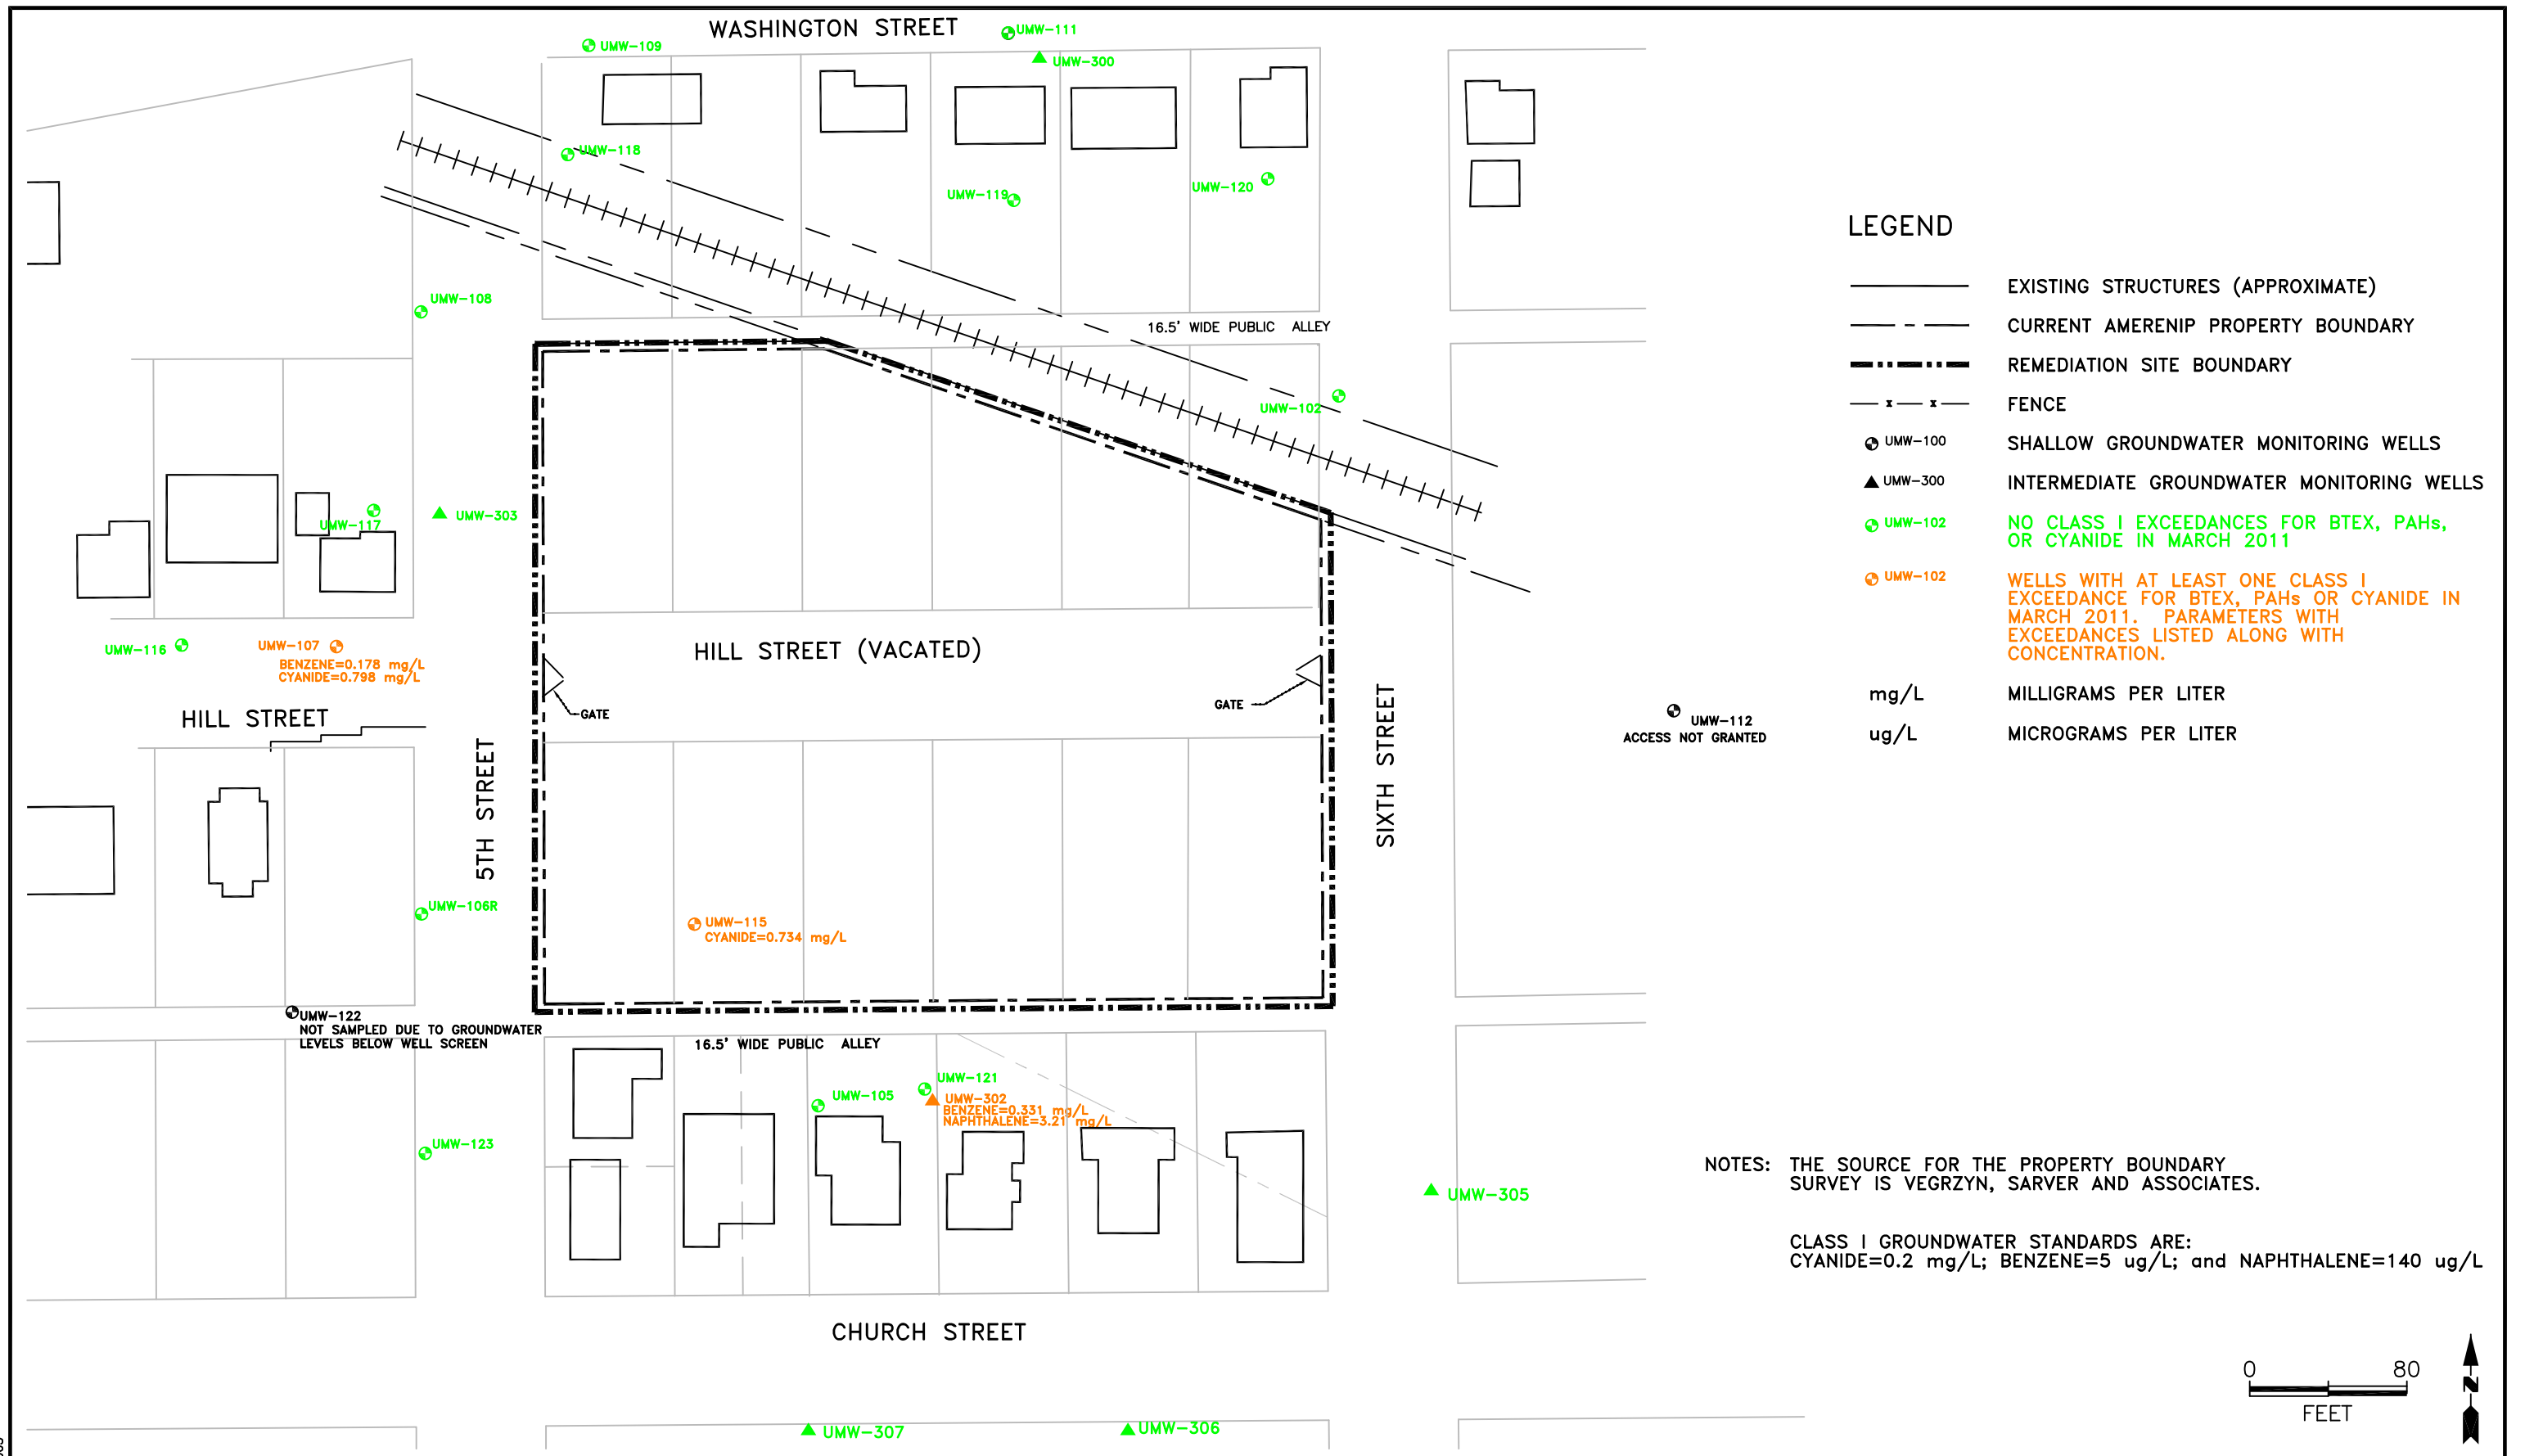 WASHINGTON STREET
UMW-109
UMW-111
UMW-300
UMW-118
UMW-119
UMW-120
UMW-108
16.5' WIDE PUBLIC ALLEY
UMW-102
UMW-117
UMW-303
UMW-116
UMW-107
BENZENE=0.178 mg/L
CYANIDE=0.798 mg/L
HILL STREET (VACATED)
GATE
GATE
HILL STREET
5TH STREET
SIXTH STREET
UMW-112
ACCESS NOT GRANTED
UMW-106R
UMW-115
CYANIDE=0.734 mg/L
UMW-122
NOT SAMPLED DUE TO GROUNDWATER
LEVELS BELOW WELL SCREEN
16.5' WIDE PUBLIC ALLEY
UMW-105
UMW-121
UMW-302
BENZENE=0.331 mg/L
NAPHTHALENE=3.21 mg/L
UMW-123
UMW-305
CHURCH STREET
UMW-307
UMW-306
LEGEND
EXISTING STRUCTURES (APPROXIMATE)
CURRENT AMERENIP PROPERTY BOUNDARY
REMEDIATION SITE BOUNDARY
x x FENCE
UMW-100 SHALLOW GROUNDWATER MONITORING WELLS
UMW-300 INTERMEDIATE GROUNDWATER MONITORING WELLS
UMW-102 NO CLASS I EXCEEDANCES FOR BTEX, PAHs,
OR CYANIDE IN MARCH 2011
UMW-102 WELLS WITH AT LEAST ONE CLASS I
EXCEEDANCE FOR BTEX, PAHs OR CYANIDE IN
MARCH 2011. PARAMETERS WITH
EXCEEDANCES LISTED ALONG WITH
CONCENTRATION.
mg/L MILLIGRAMS PER LITER
ug/L MICROGRAMS PER LITER
NOTES: THE SOURCE FOR THE PROPERTY BOUNDARY
SURVEY IS VEGRZYN, SARVER AND ASSOCIATES.
CLASS I GROUNDWATER STANDARDS ARE:
CYANIDE=0.2 mg/L; BENZENE=5 ug/L; and NAPHTHALENE=140 ug/L
0 80
FEET
N